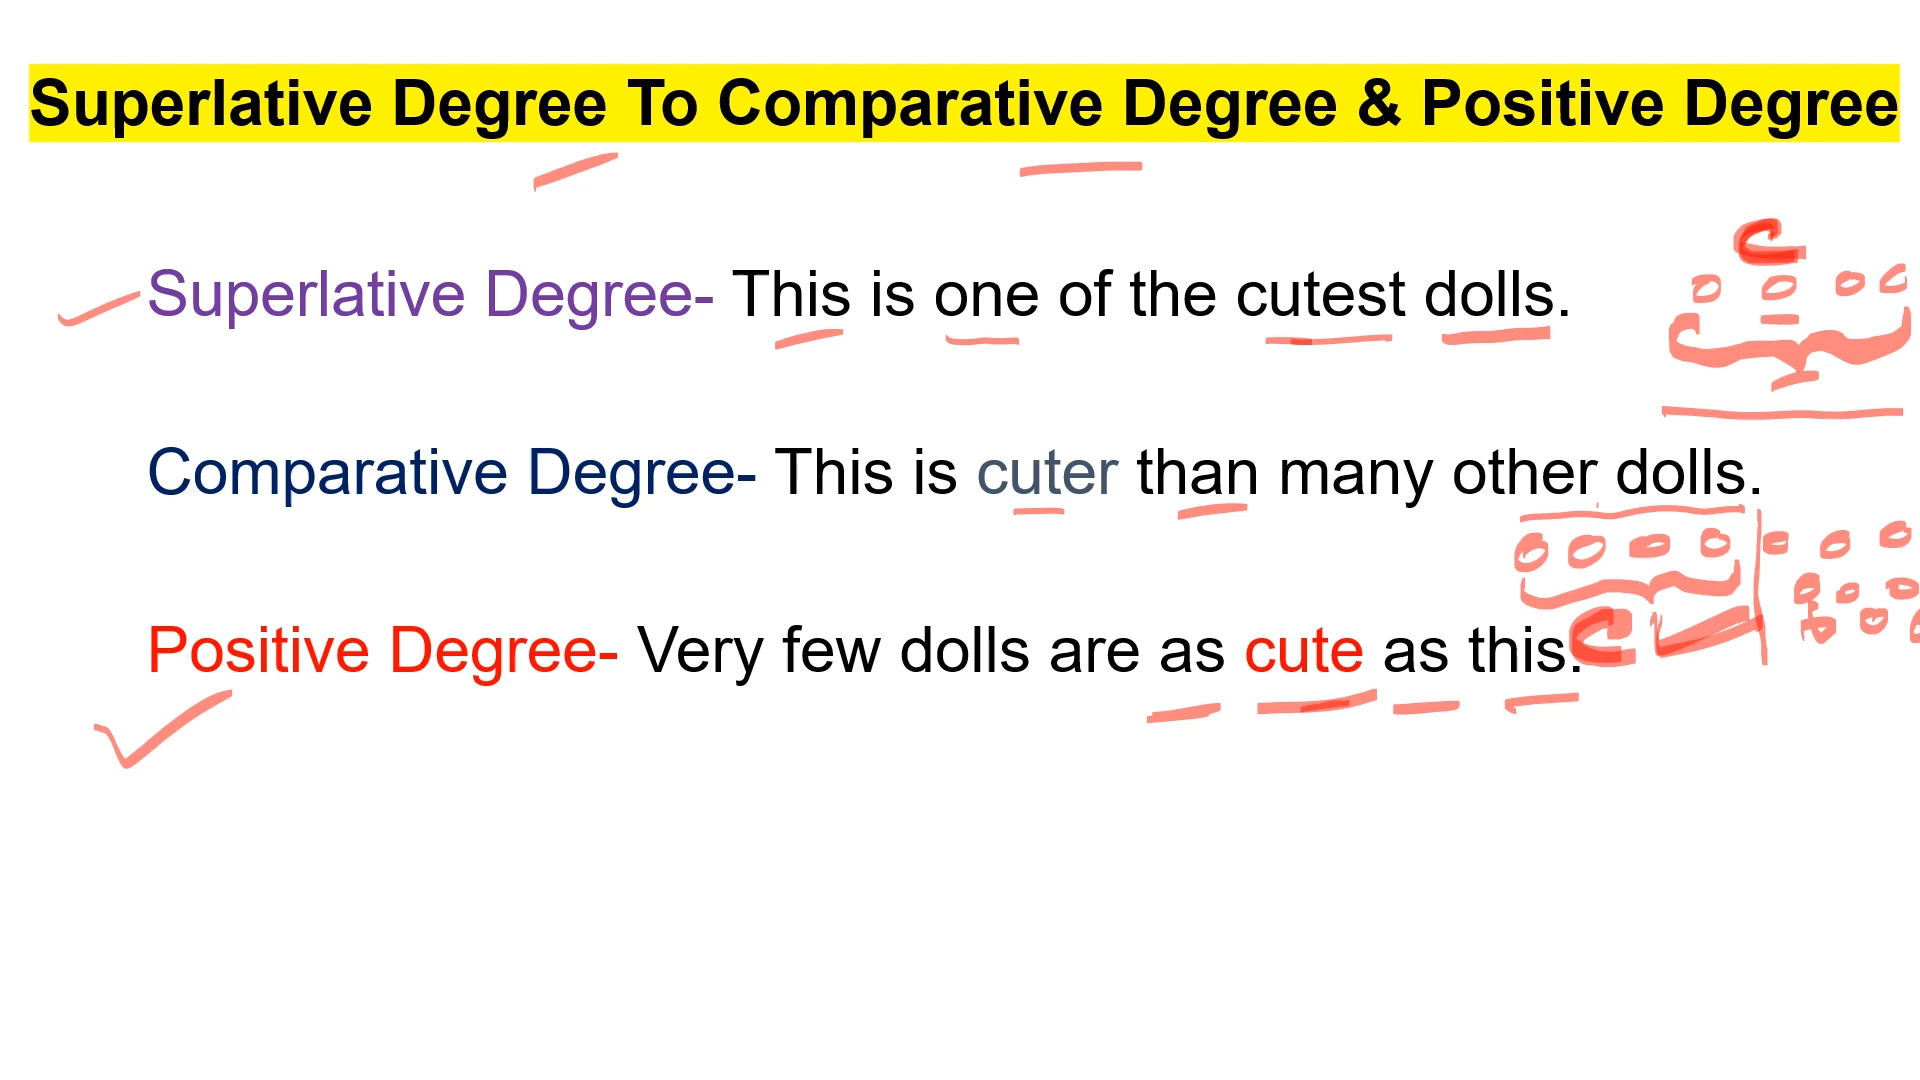 Superlative Degree To Comparative Degree & Positive Degree
C
Superlative Degree- This is one of the cutest dolls.
Comparative Degree- This is cuter than many other dolls.
Positive Degree- Very few dolls are as cute as this.
C